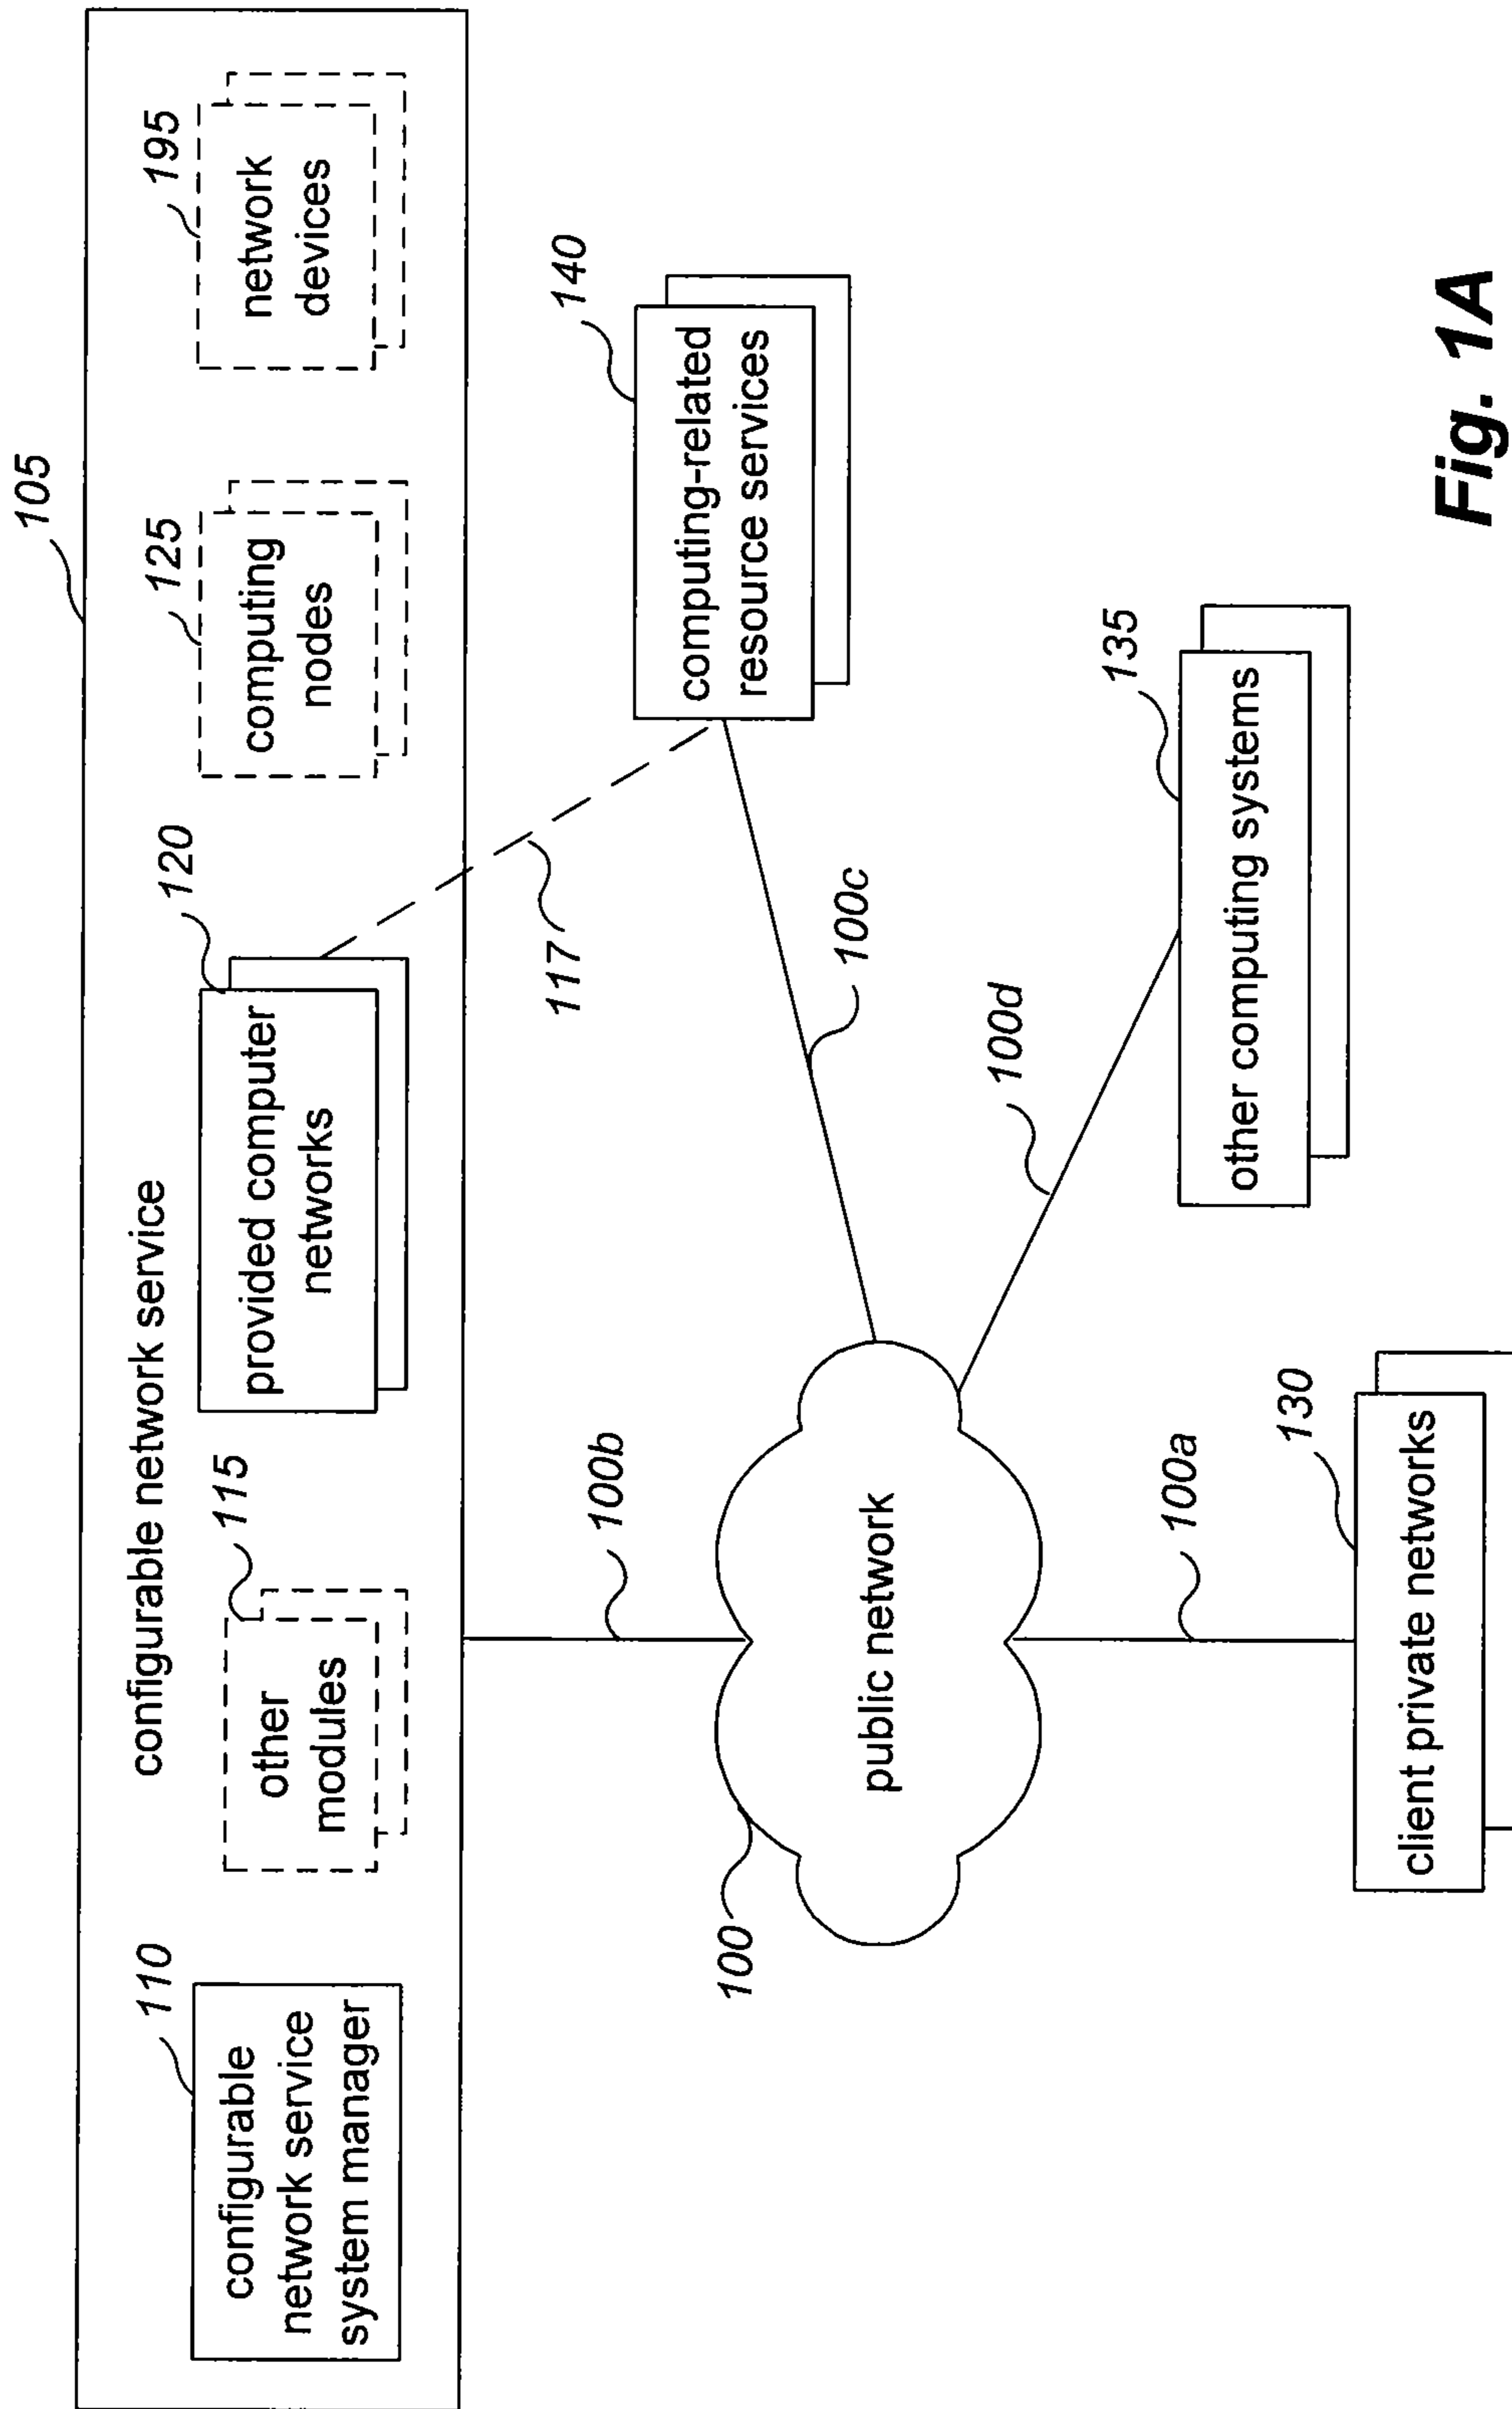 105
configurable network service
110
configurable
network service
system manager
115
other
modules
120
provided computer
networks
125
computing
nodes
195
network
devices
117
100b
140
computing-related
resource services
100
public network
100c
100d
135
other computing systems
100a
130
client private networks
Fig. 1A